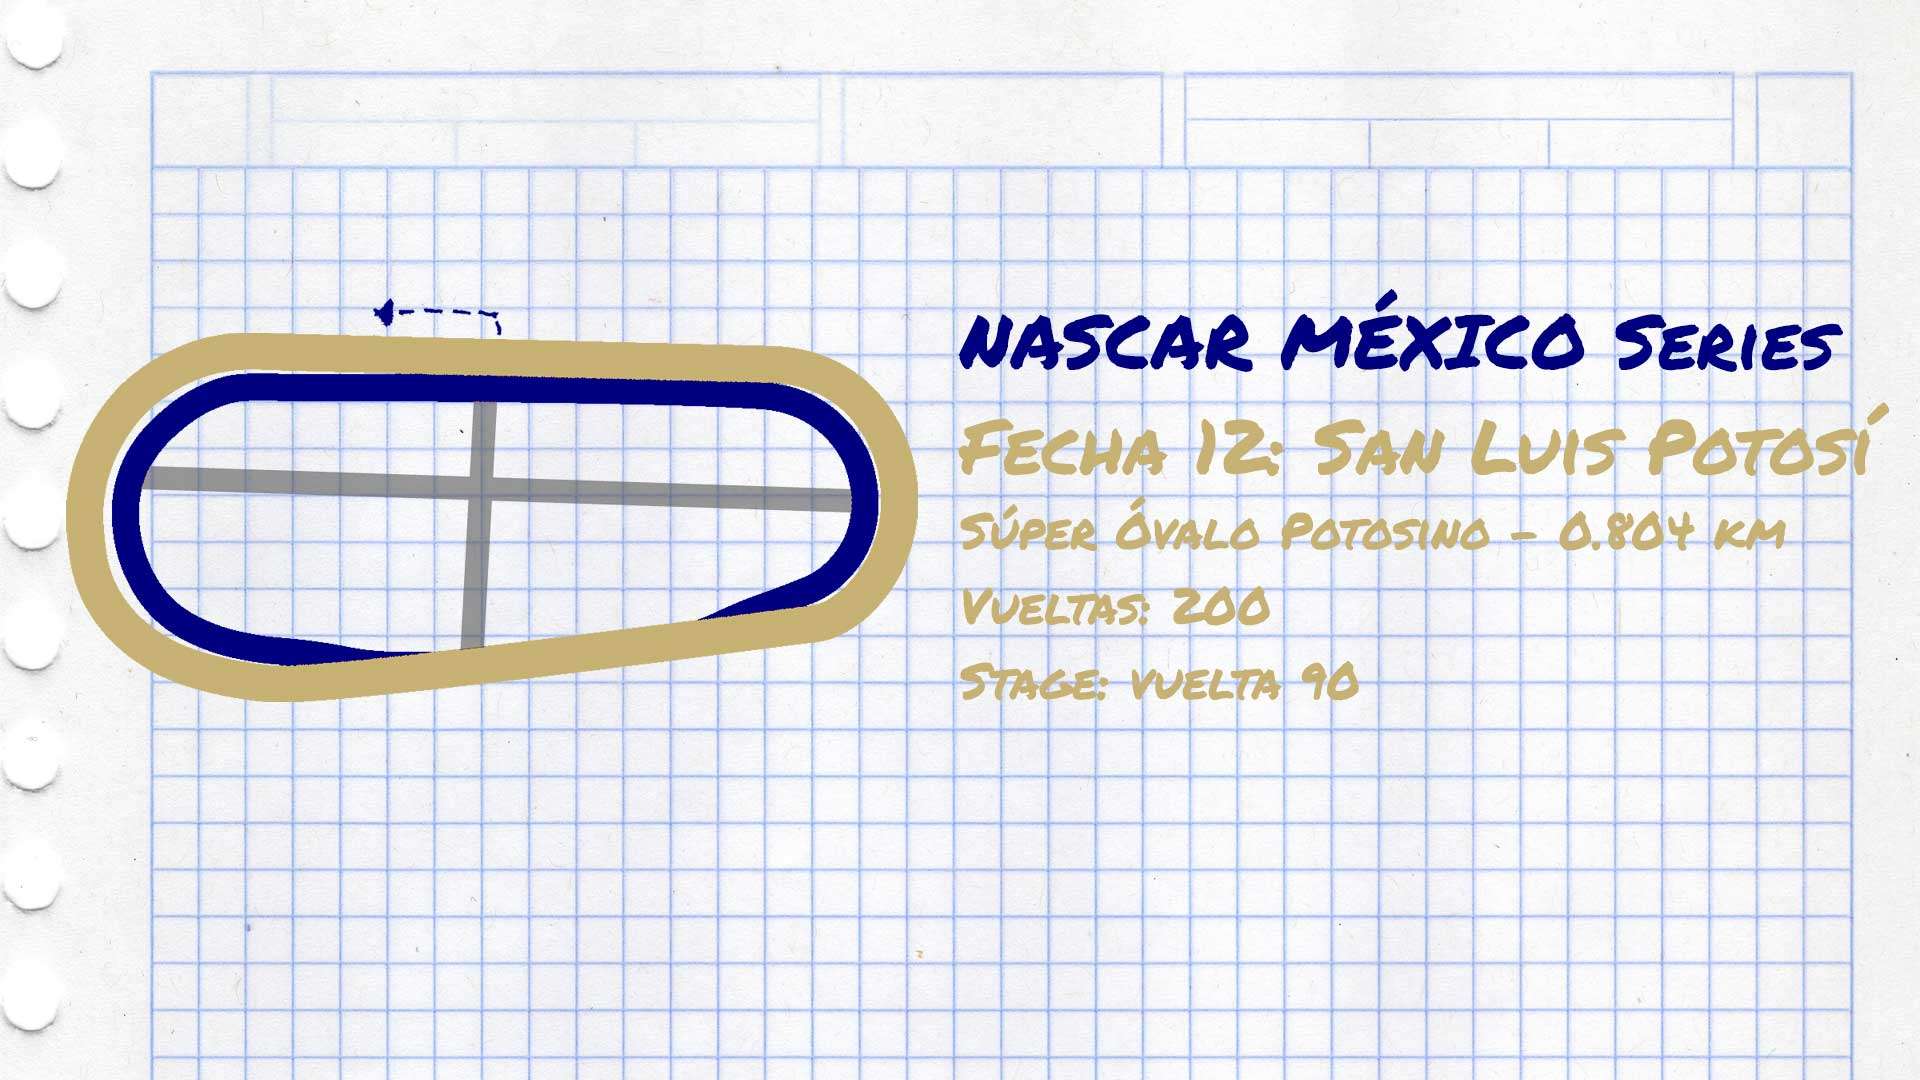 NASCAR MÉXICO Series
Fecha 12: San Luis Potosí
Súper Óvalo Potosino - 0.804 km
Vueltas: 200
Stage: vuelta 90